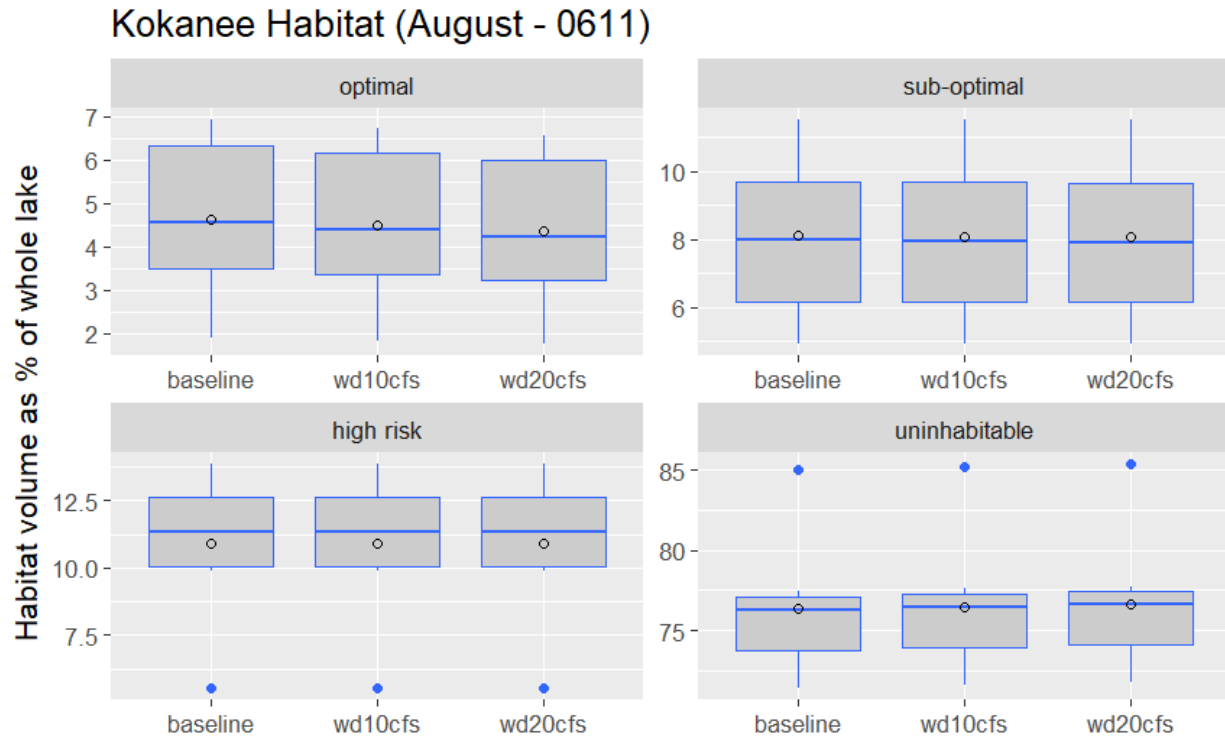 Kokanee Habitat (August - 0611)
Habitat volume as % of whole lake
optimal
7
6
5
4
3
2
baseline wd10cfs wd20cfs
sub-optimal
10
8
6
baseline wd10cfs wd20cfs
high risk
12.5
10.0
7.5
baseline wd10cfs wd20cfs
uninhabitable
85
80
75
baseline wd10cfs wd20cfs